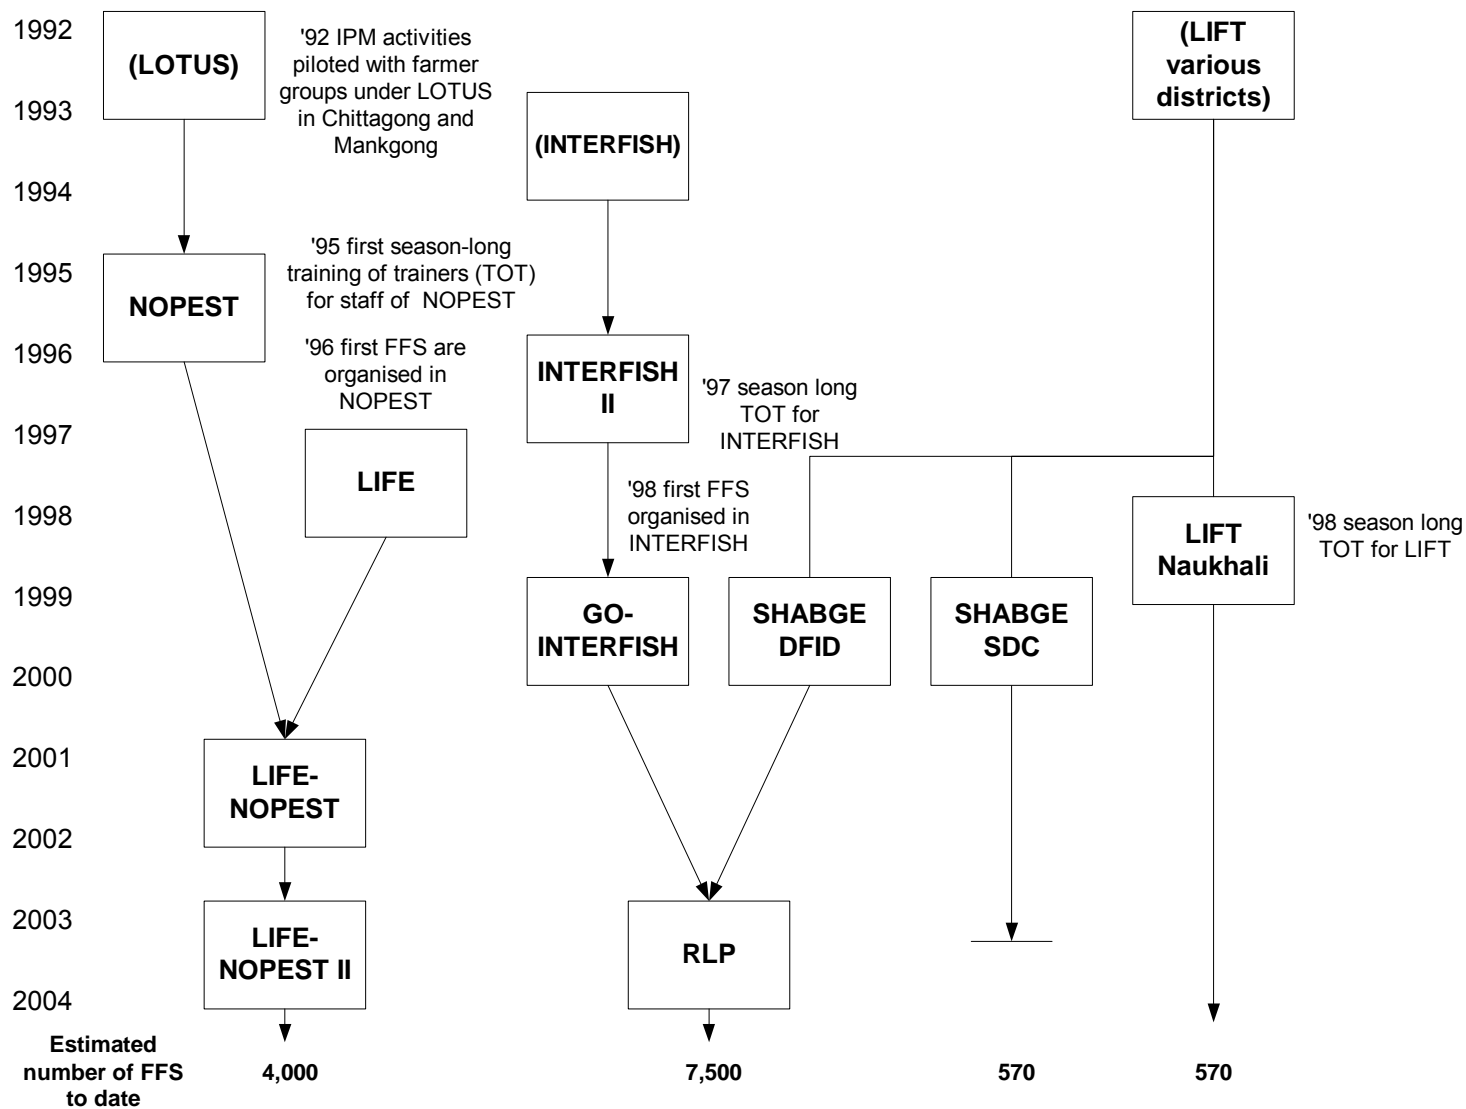 1992
(LOTUS)
'92 IPM activities
piloted with farmer
groups under LOTUS
in Chittagong and
Mankgong
(LIFT
various
districts)
1993
(INTERFISH)
1994
1995
NOPEST
'95 first season-long
training of trainers (TOT)
for staff of NOPEST
1996
'96 first FFS are
organised in
NOPEST
INTERFISH
II
'97 season long
TOT for
INTERFISH
1997
LIFE
'98 first FFS
organised in
INTERFISH
1998
LIFT
Naukhali
'98 season long
TOT for LIFT
1999
GO-
INTERFISH
SHABGE
DFID
SHABGE
SDC
2000
2001
LIFE-
NOPEST
2002
2003
LIFE-
NOPEST II
RLP
2004
Estimated
number of FFS
to date
4,000
7,500
570
570